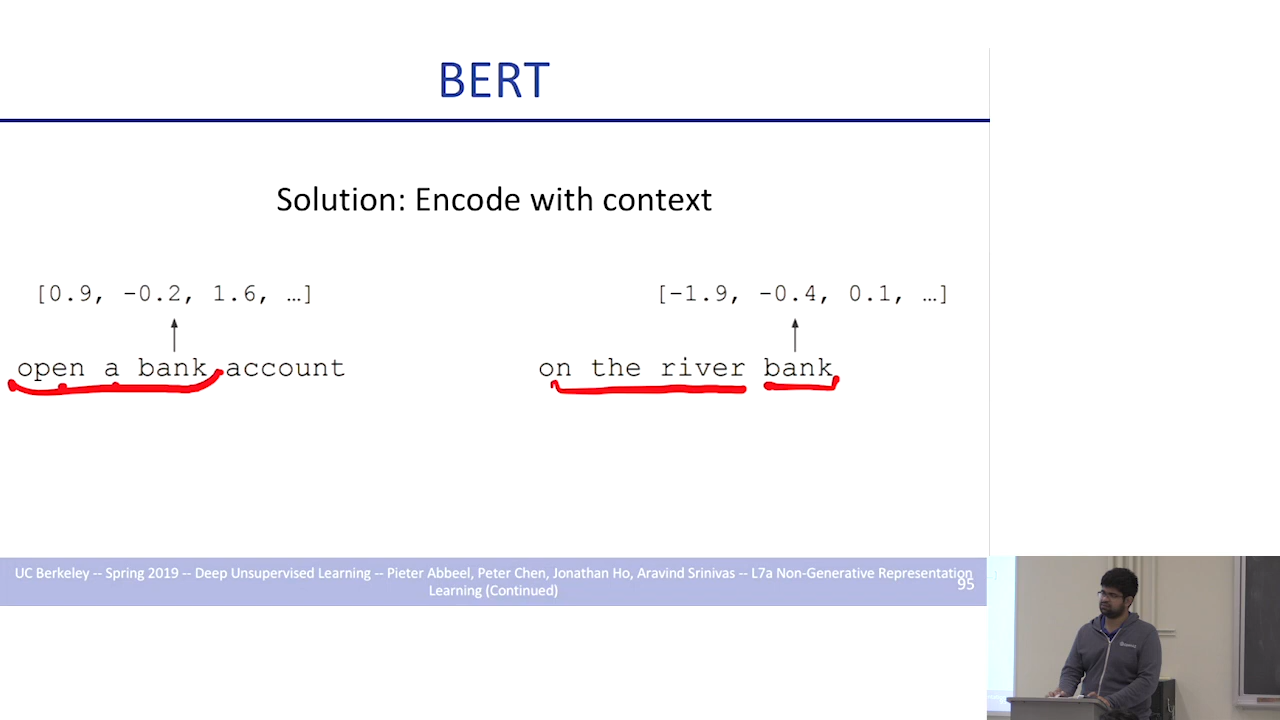 BERT
Solution: Encode with context
[0.9, -0.2, 1.6, …]
[-1.9, -0.4, 0.1, …]
open a bank account
on the river bank
UC Berkeley -- Spring 2019 -- Deep Unsupervised Learning -- Pieter Abbeel, Peter Chen, Jonathan Ho, Aravind Srinivas -- L7a Non-Generative Representation
Learning (Continued)
95